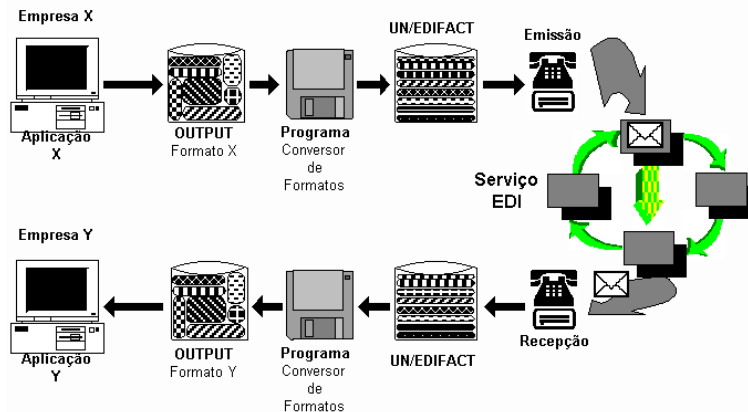 Empresa X
Aplicação
X
OUTPUT
Formato X
Programa
Conversor
de
Formatos
UN/EDIFACT
Emissão
Serviço
EDI
Empresa Y
Aplicação
Y
OUTPUT
Formato Y
Programa
Conversor
de
Formatos
UN/EDIFACT
Recepção